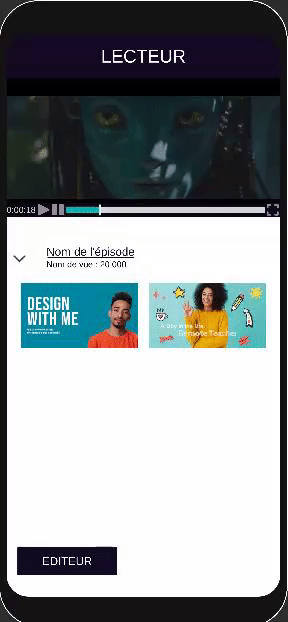 LECTEUR
0:00:18
Nom de l'épisode
Nom de vue : 20 000
DESIGN
WITH ME
A Day in the Life:
Remote Teacher
EDITEUR